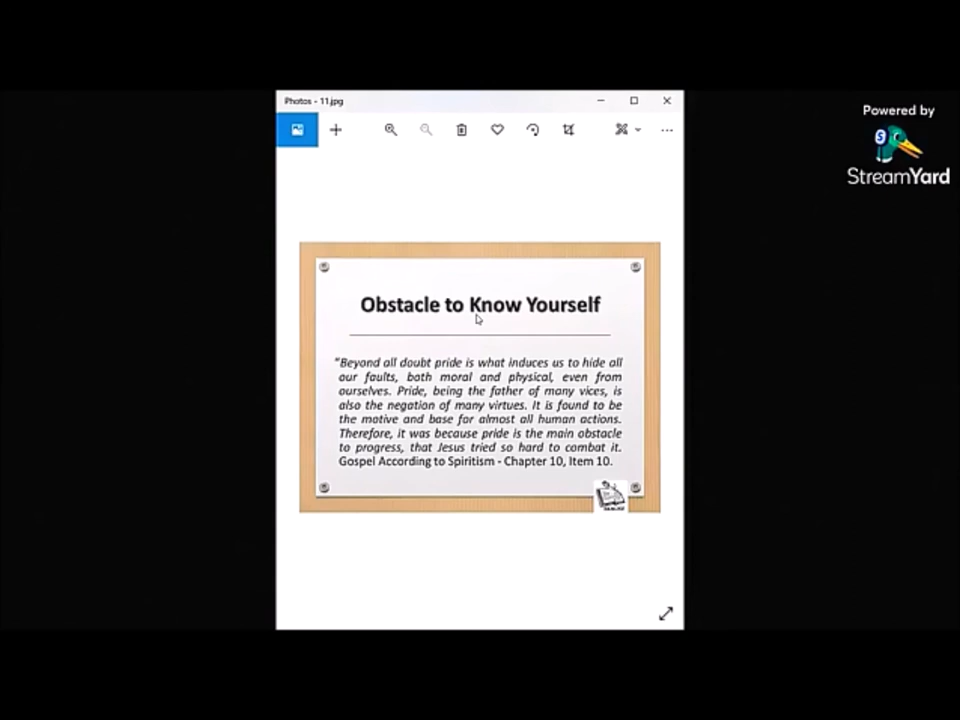 Photos - 11.jpg
Powered by
StreamYard
Obstacle to Know Yourself
"Beyond all doubt pride is what induces us to hide all
our faults, both moral and physical, even from
ourselves. Pride, being the father of many vices, is
also the negation of many virtues. It is found to be
the motive and base for almost all human actions.
Therefore, it was because pride is the main obstacle
to progress, that Jesus tried so hard to combat it.
Gospel According to Spiritism - Chapter 10, Item 10.